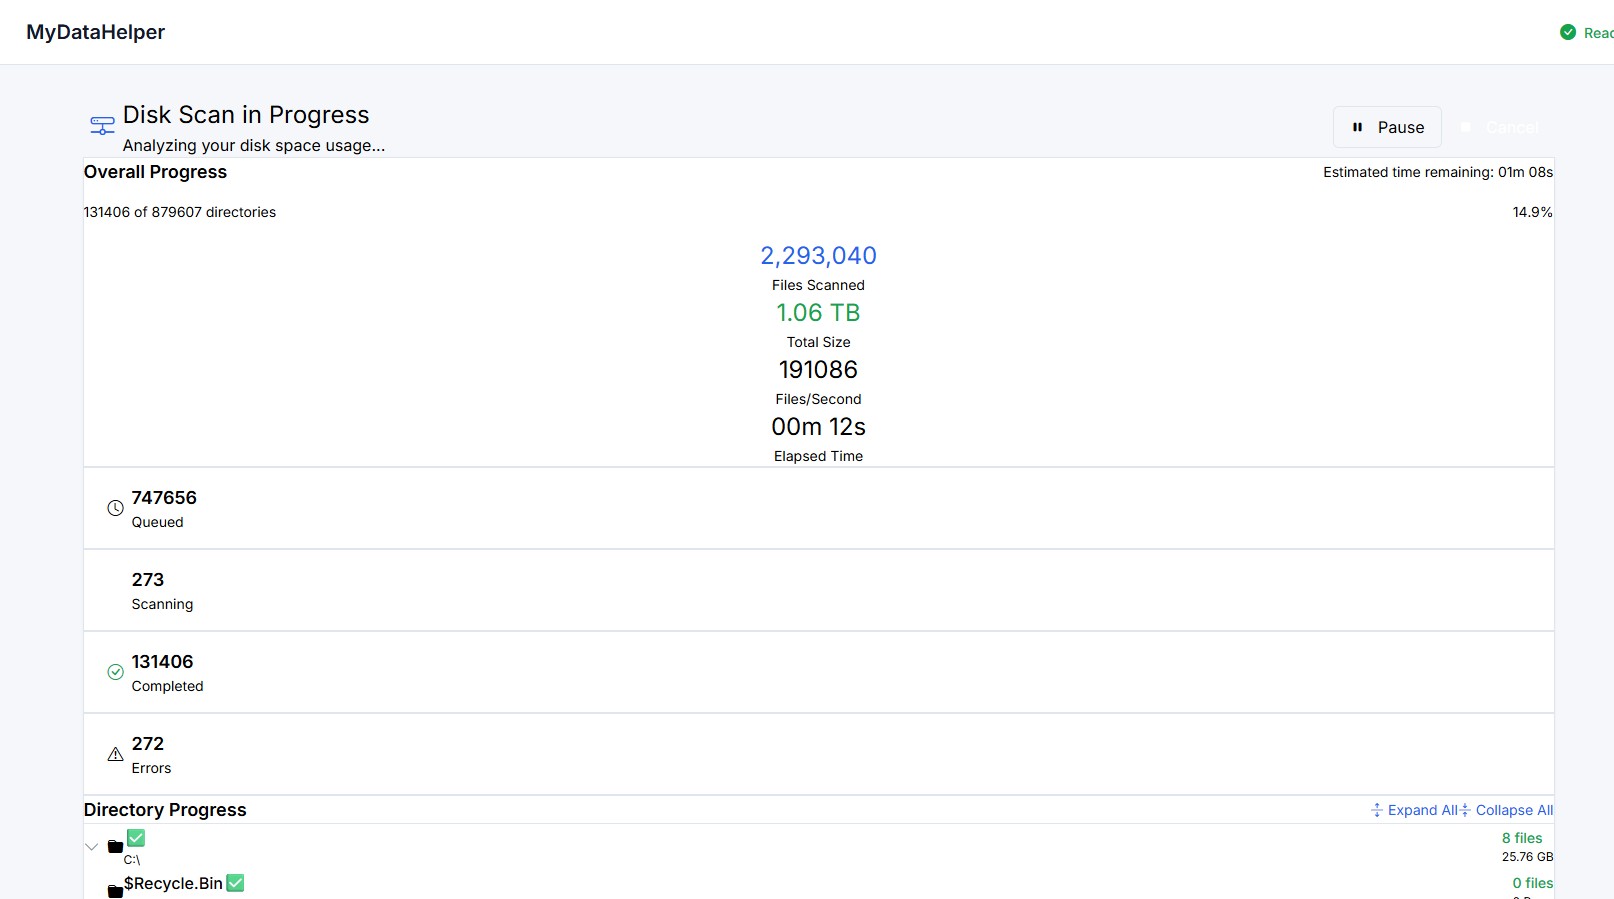 MyDataHelper
Reac
Disk Scan in Progress
Analyzing your disk space usage...
Pause
Cancel
Overall Progress
Estimated time remaining: 01m 08s
131406 of 879607 directories
14.9%
2,293,040
Files Scanned
1.06 TB
Total Size
191086
Files/Second
00m 12s
Elapsed Time
747656
Queued
273
Scanning
131406
Completed
272
Errors
Directory Progress
Expand All
Collapse All
8 files
C:\
25.76 GB
$Recycle.Bin
0 files